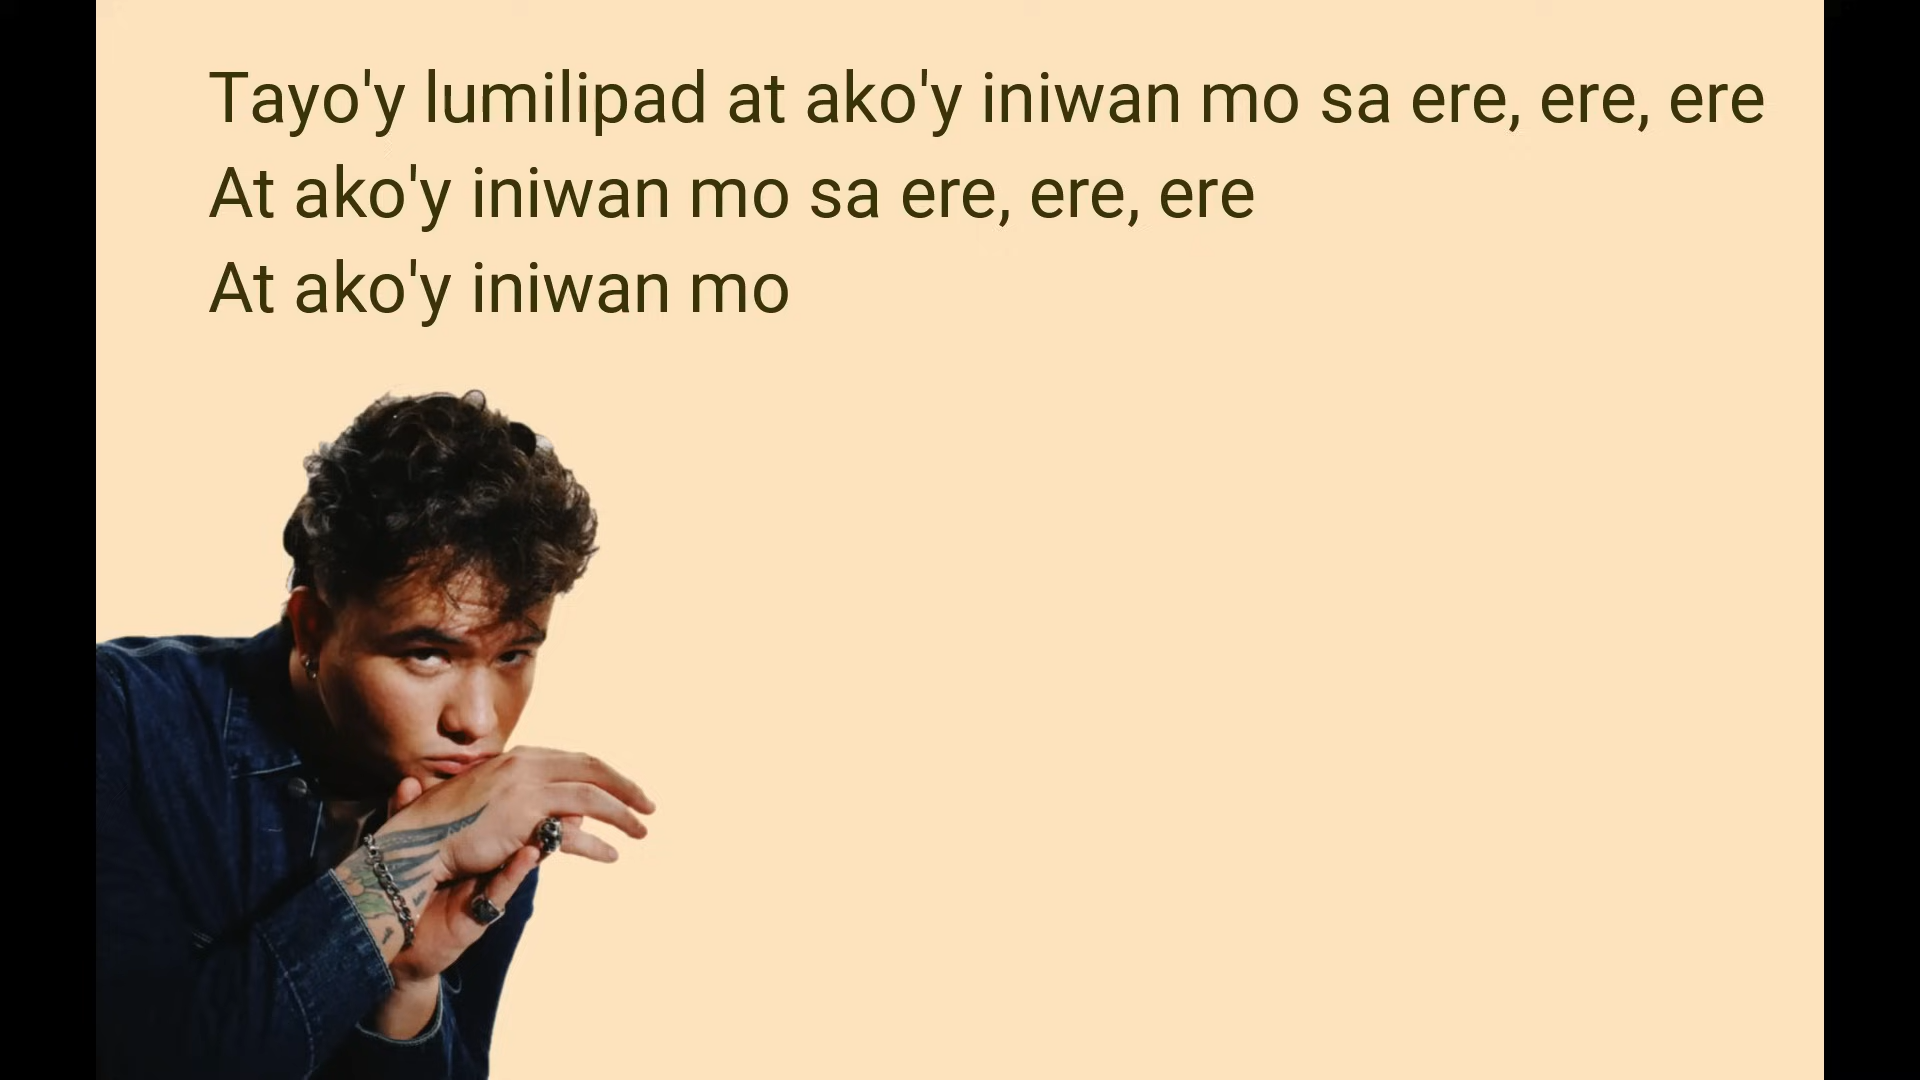 Tayo'y lumilipad at ako'y iniwan mo sa ere, ere, ere
At ako'y iniwan mo sa ere, ere, ere
At ako'y iniwan mo